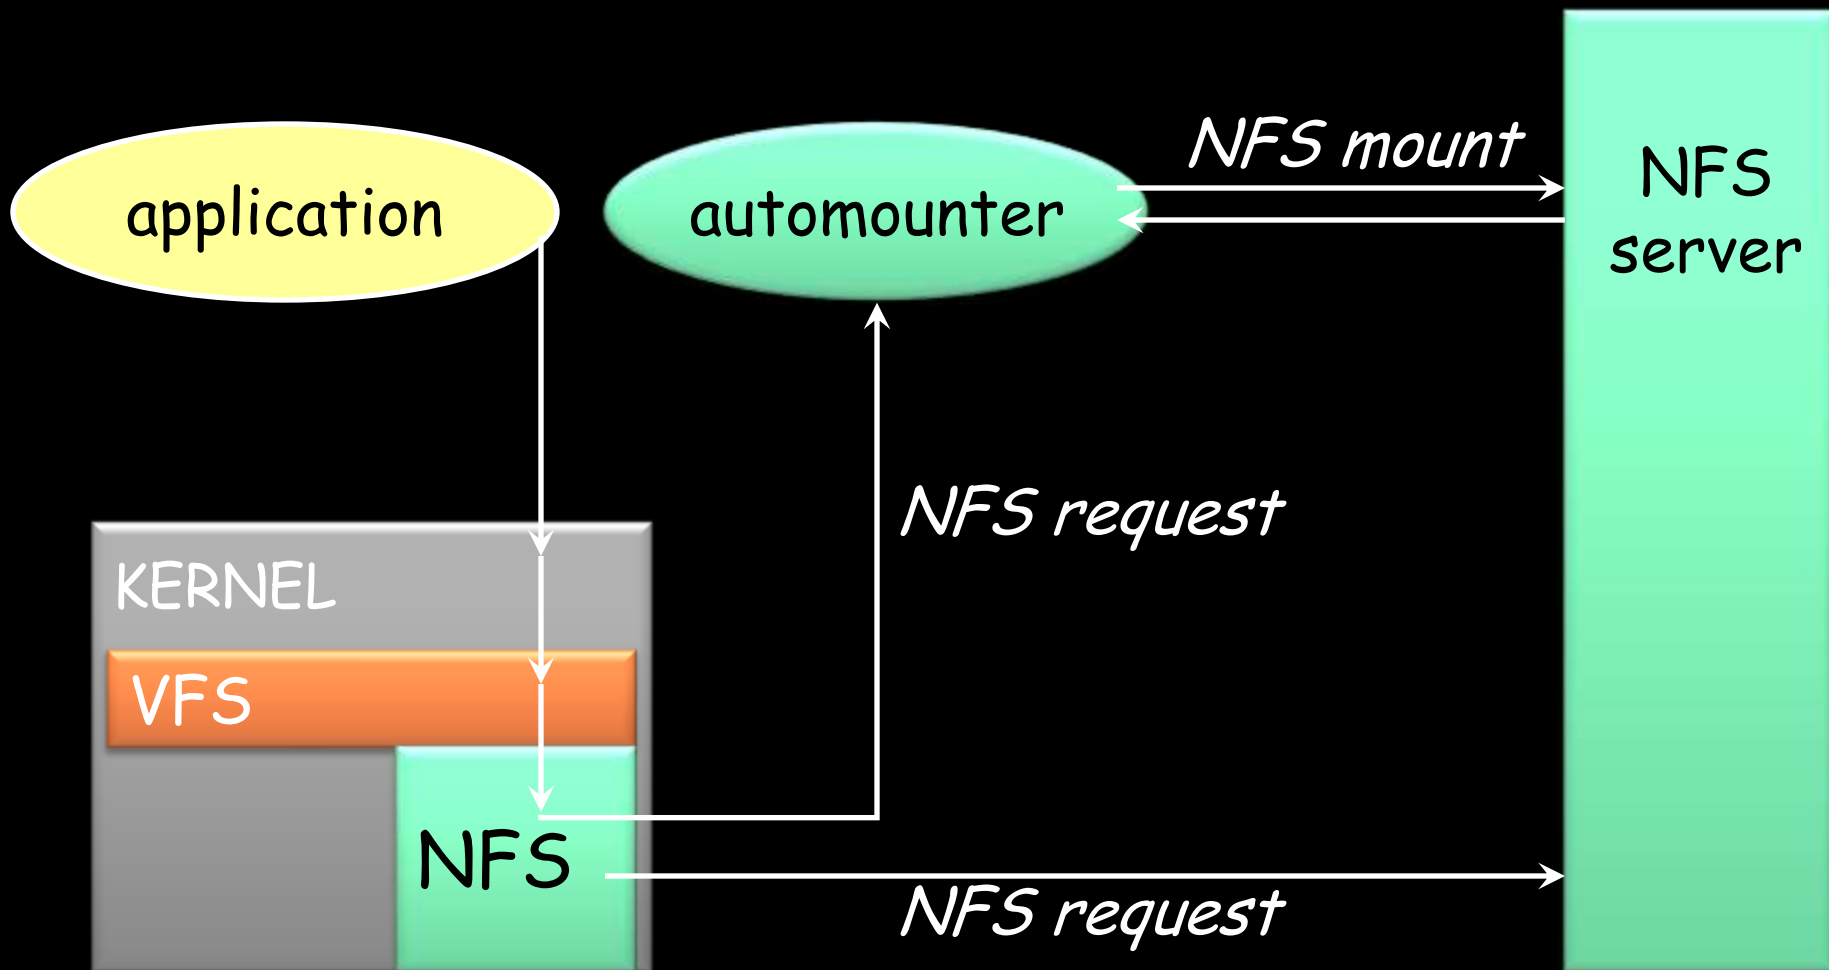 application
automounter
NFS mount
NFS
server
NFS request
KERNEL
VFS
NFS
NFS request